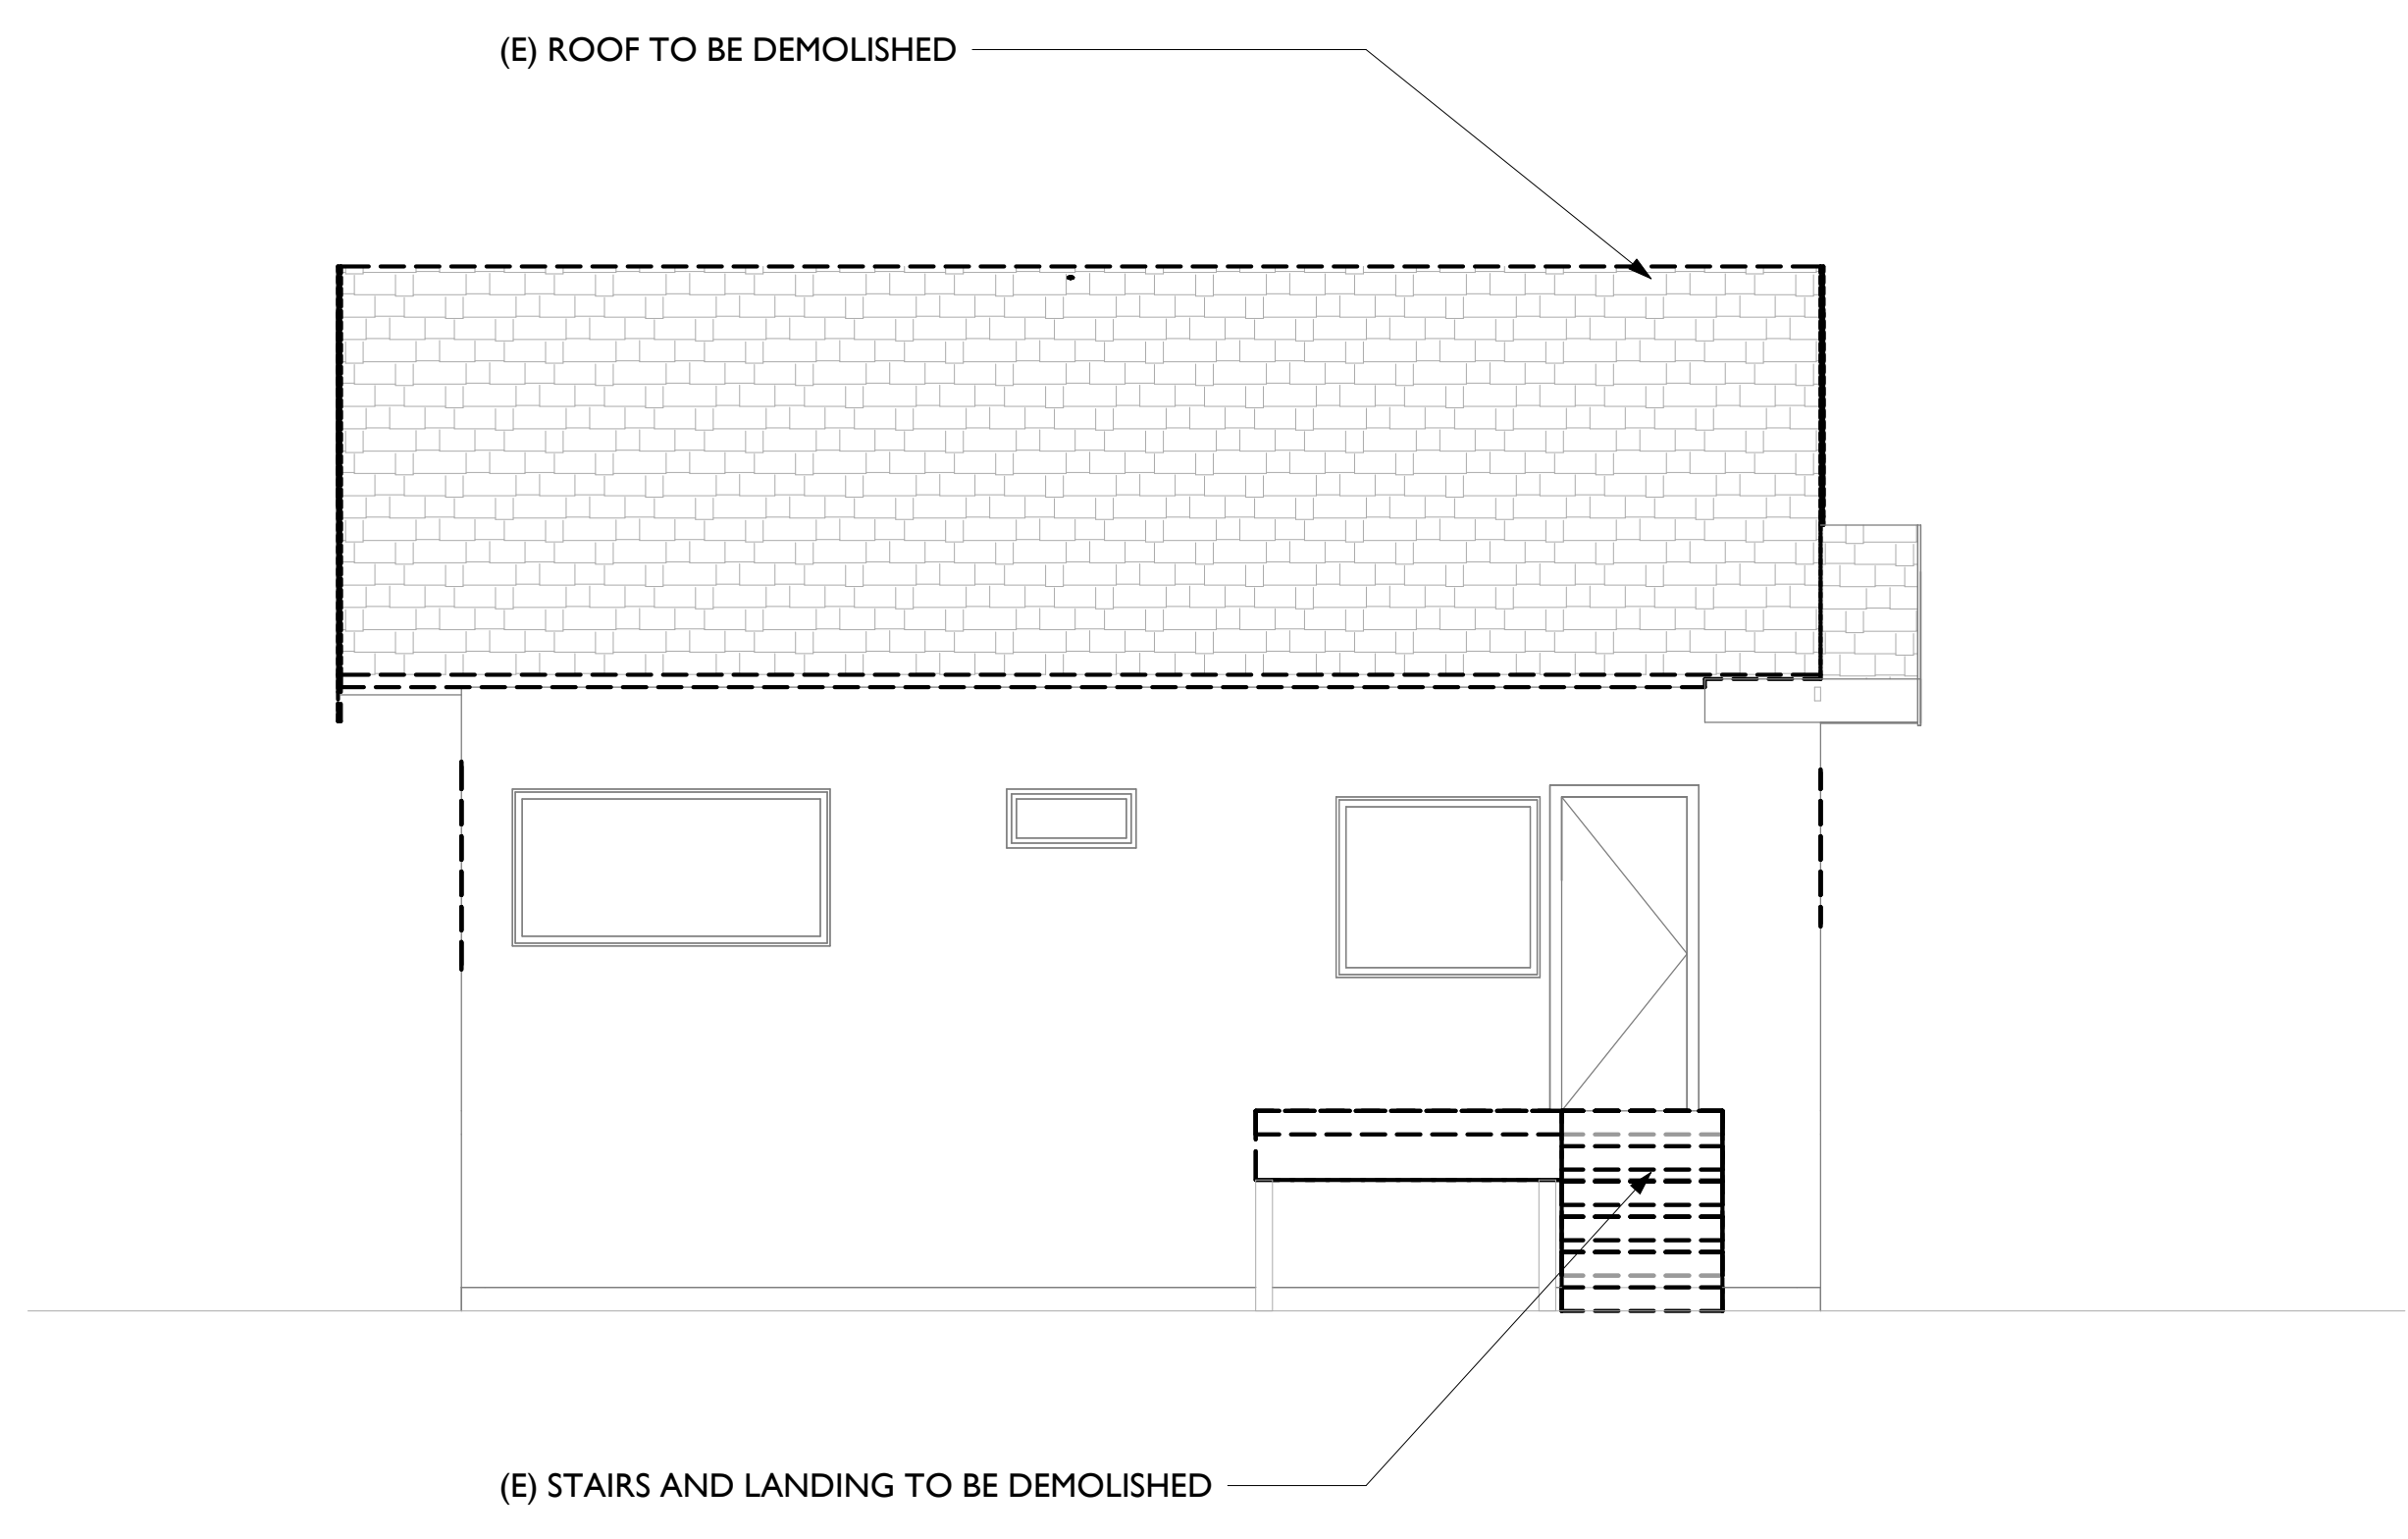 (E) ROOF TO BE DEMOLISHED
(E) STAIRS AND LANDING TO BE DEMOLISHED